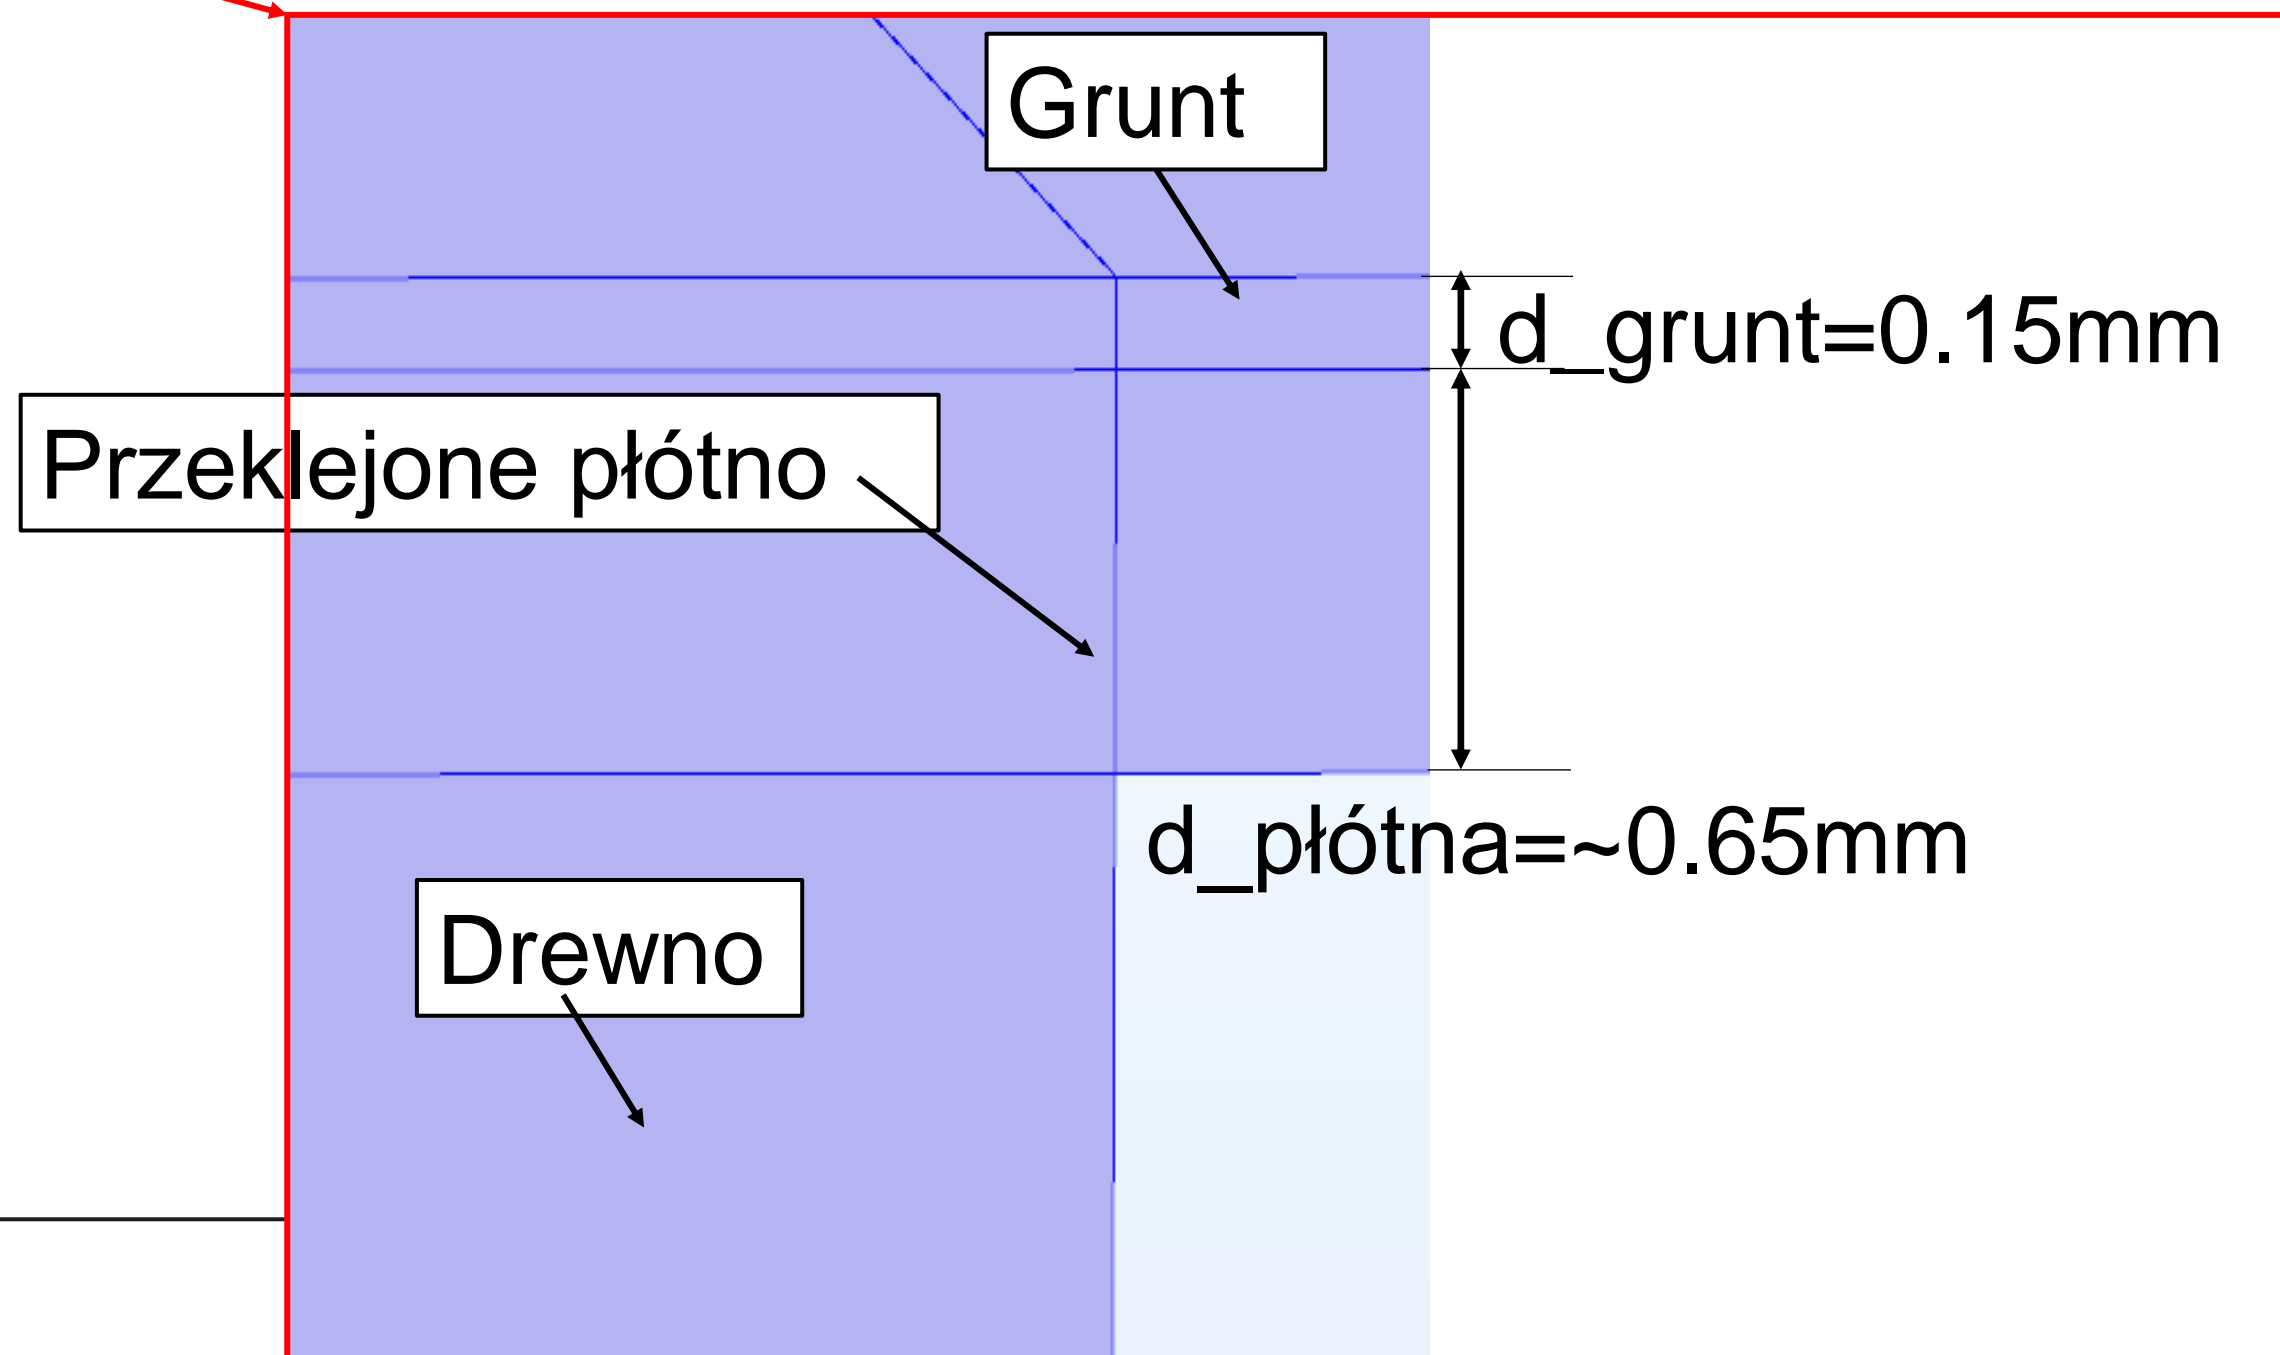 Grunt
d_grunt=0.15mm
Przeklejone płótno
d_płótna=~0.65mm
Drewno